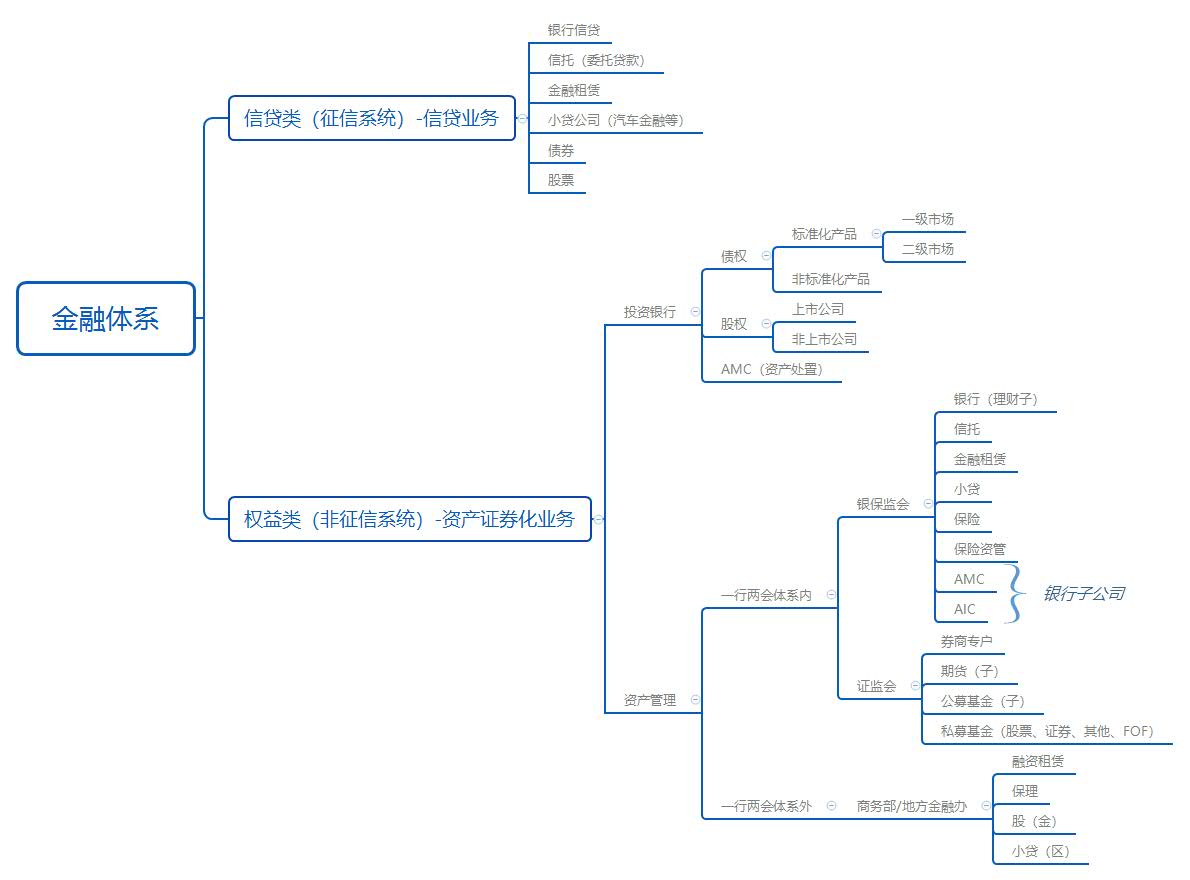 金融体系
信贷类（征信系统）-信贷业务
银行信贷
信托（委托贷款）
金融租赁
小贷公司（汽车金融等）
债券
股票
权益类（非征信系统）-资产证券化业务
投资银行
债权
标准化产品
一级市场
二级市场
非标准化产品
股权
上市公司
非上市公司
AMC（资产处置）
资产管理
一行两会体系内
银保监会
银行（理财子）
信托
金融租赁
小贷
保险
保险资管
AMC
AIC
银行子公司
证监会
券商专户
期货（子）
公募基金（子）
私募基金（股票、证券、其他、FOF）
一行两会体系外
商务部/地方金融办
融资租赁
保理
股（金）
小贷（区）